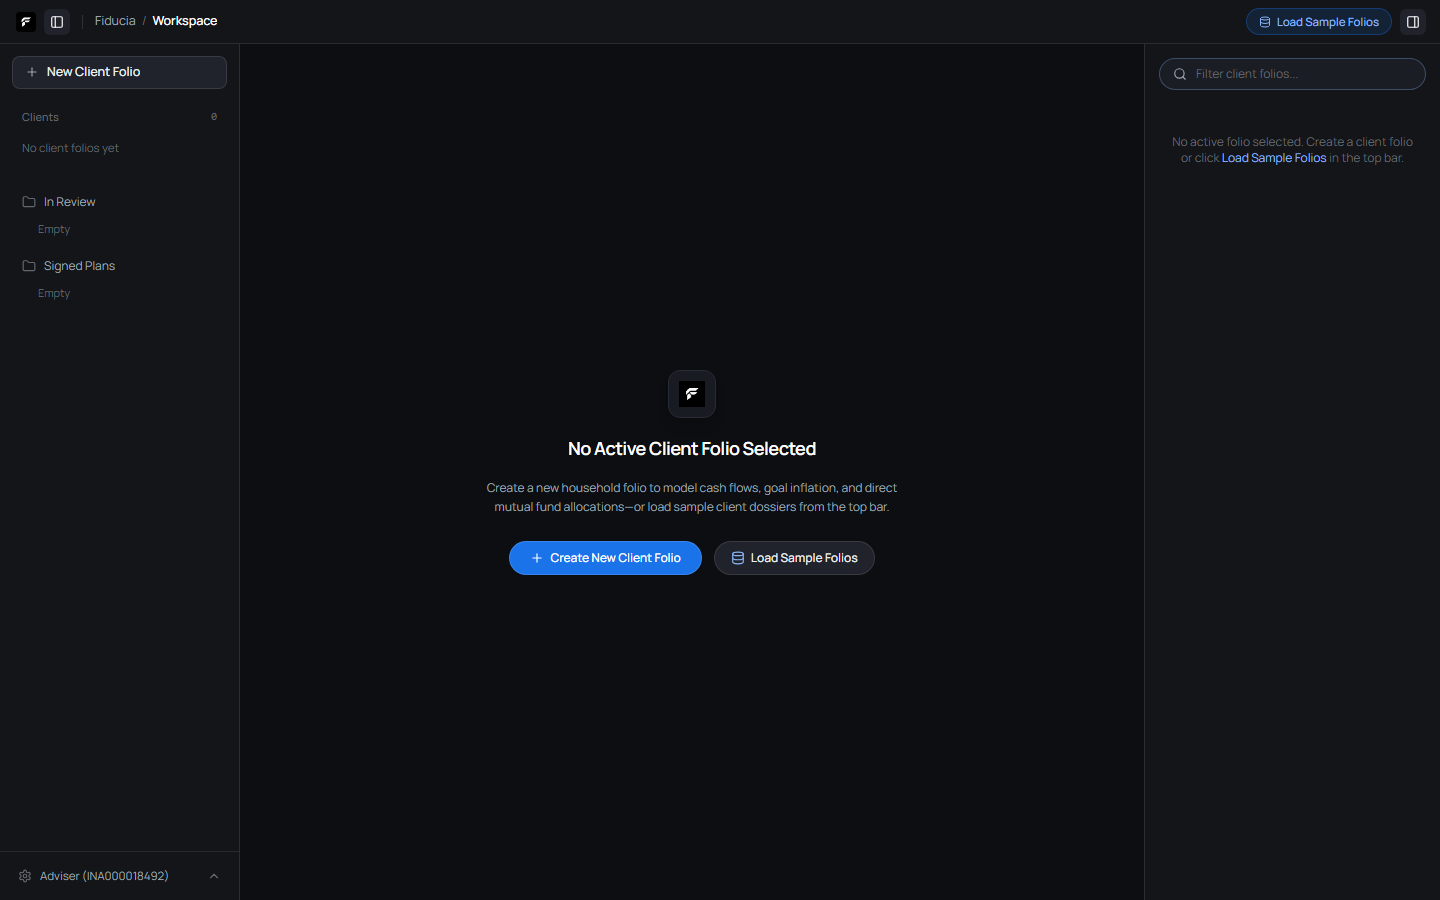 Fiducia / Workspace
Load Sample Folios
New Client Folio
Clients 0
No client folios yet
In Review
Empty
Signed Plans
Empty
Adviser (INA000018492)
No Active Client Folio Selected
Create a new household folio to model cash flows, goal inflation, and direct
mutual fund allocations—or load sample client dossiers from the top bar.
Create New Client Folio
Load Sample Folios
Filter client folios...
No active folio selected. Create a client folio
or click Load Sample Folios in the top bar.